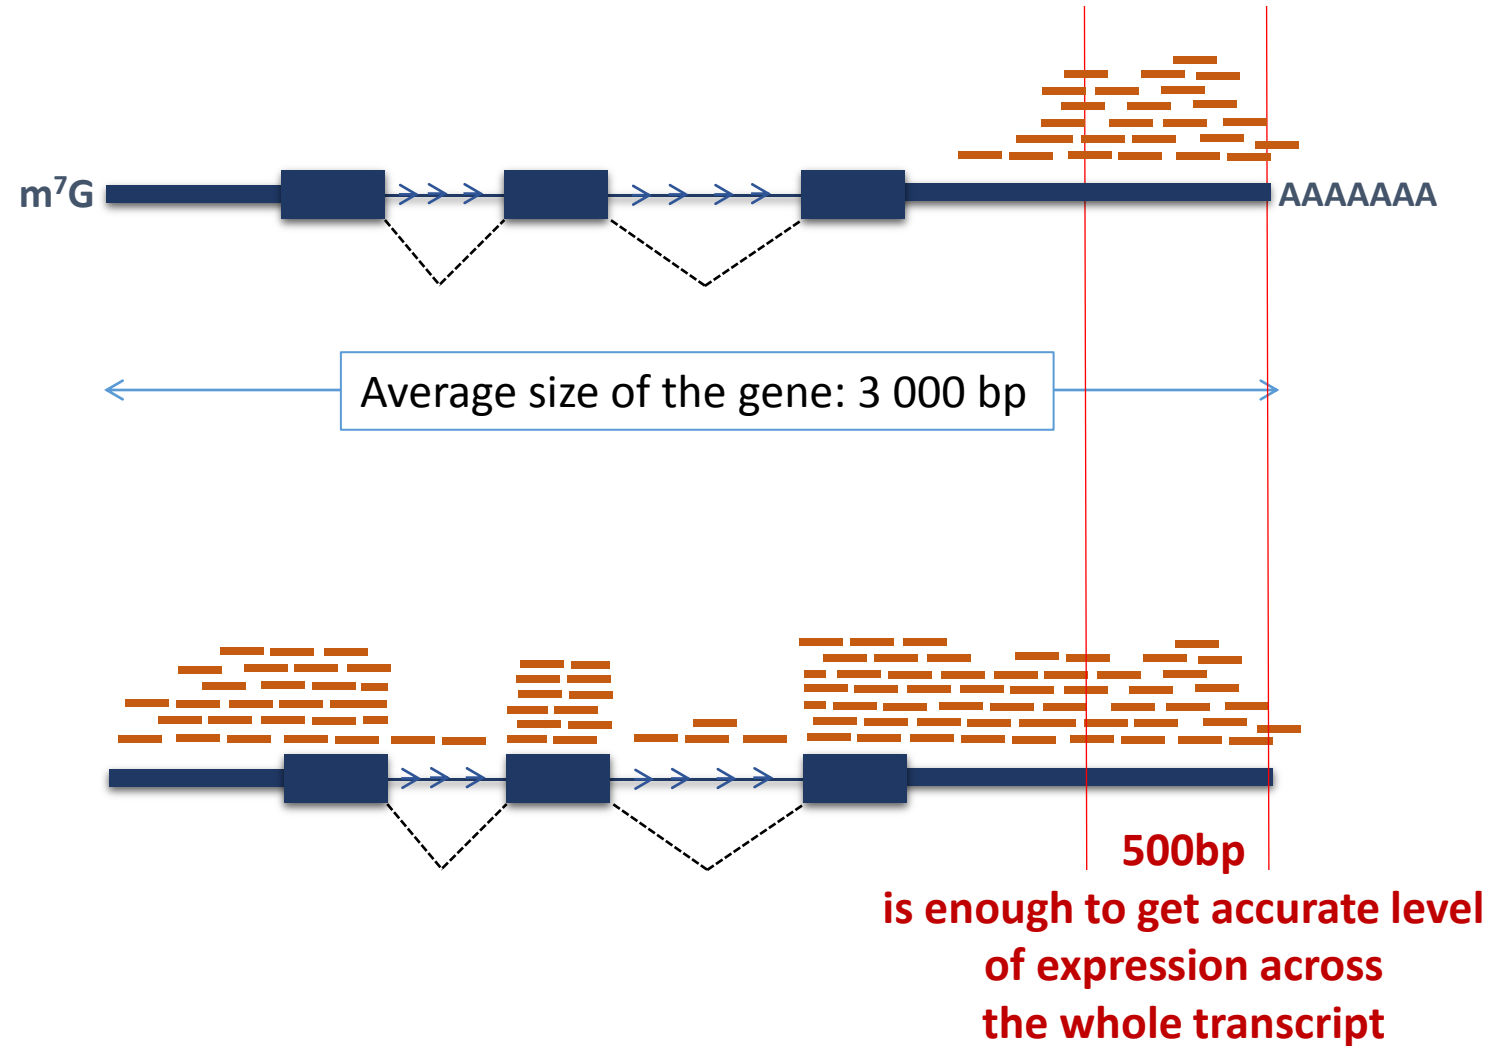 m⁷G
AAAAAAA
Average size of the gene: 3 000 bp
500bp
is enough to get accurate level
of expression across
the whole transcript